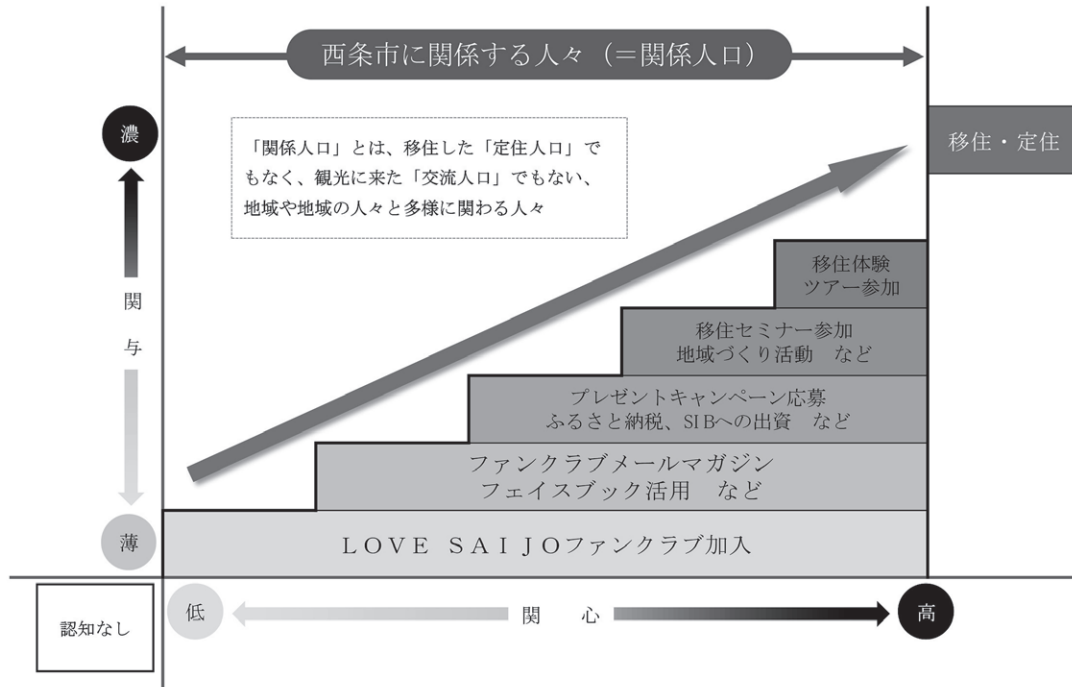 西条市に関係する人々（＝関係人口）
濃
「関係人口」とは、移住した「定住人口」で
もなく、観光に来た「交流人口」でもない、
地域や地域の人々と多様に関わる人々
移住・定住
関
与
移住体験
ツアー参加
移住セミナー参加
地域づくり活動　など
プレゼントキャンペーン応募
ふるさと納税、SIBへの出資　など
ファンクラブメールマガジン
フェイスブック活用　など
薄
ＬＯＶＥ ＳＡＩＪＯファンクラブ加入
認知なし
低
関　心
高